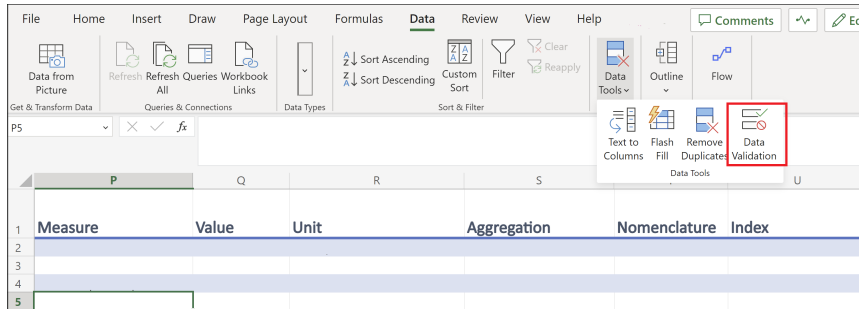 File Home Insert Draw Page Layout Formulas Data Review View Help Comments
Data from Picture
Refresh
Refresh All
Queries
Workbook Links
Sort Ascending
Sort Descending
Custom Sort
Filter
Clear
Reapply
Data Tools
Outline
Flow
Get & Transform Data Queries & Connections Data Types Sort & Filter
Text to Columns
Flash Fill
Remove Duplicates
Data Validation
Data Tools
P5 fx
P Q R S U
1 Measure Value Unit Aggregation Nomenclature Index
2
3
4
5